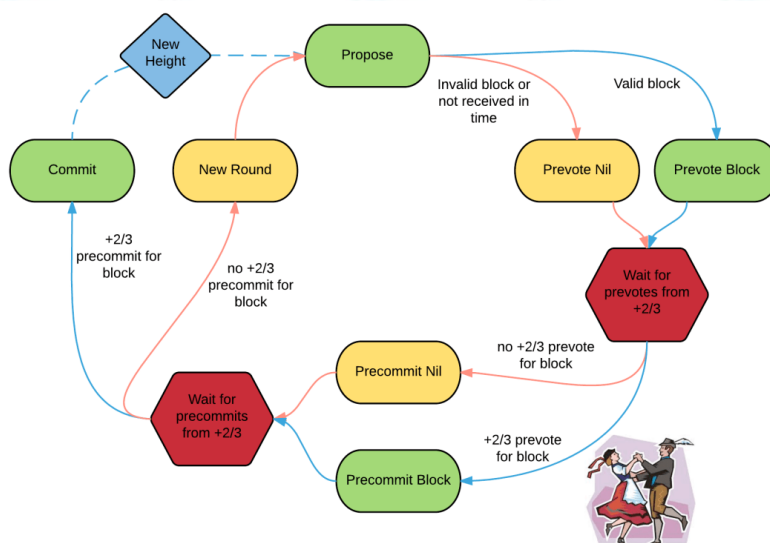 New
Height
Propose
Invalid block or
not received in
time
Valid block
Commit
New Round
Prevote Nil
Prevote Block
+2/3
precommit for
block
no +2/3
precommit for
block
Wait for
prevotes from
+2/3
no +2/3 prevote
for block
Precommit Nil
Wait for
precommits
from +2/3
+2/3 prevote
for block
Precommit Block